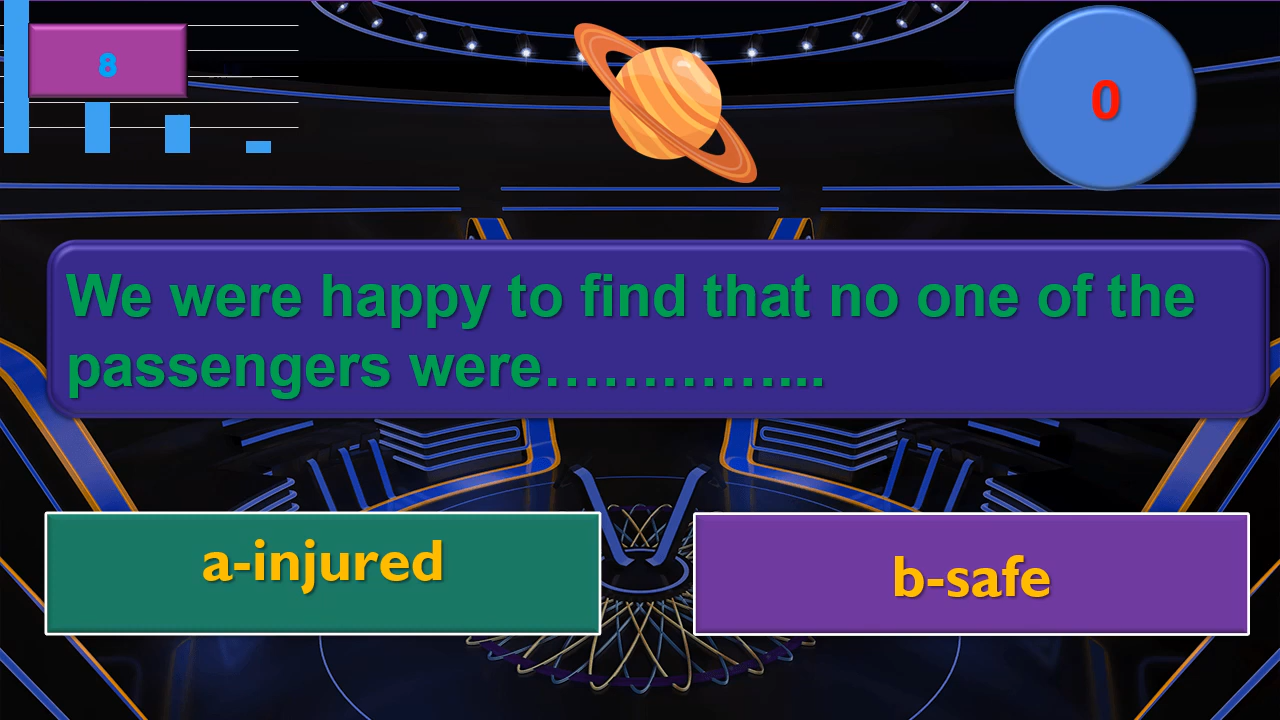 8
0
We were happy to find that no one of the
passengers were…………...
a-injured
b-safe